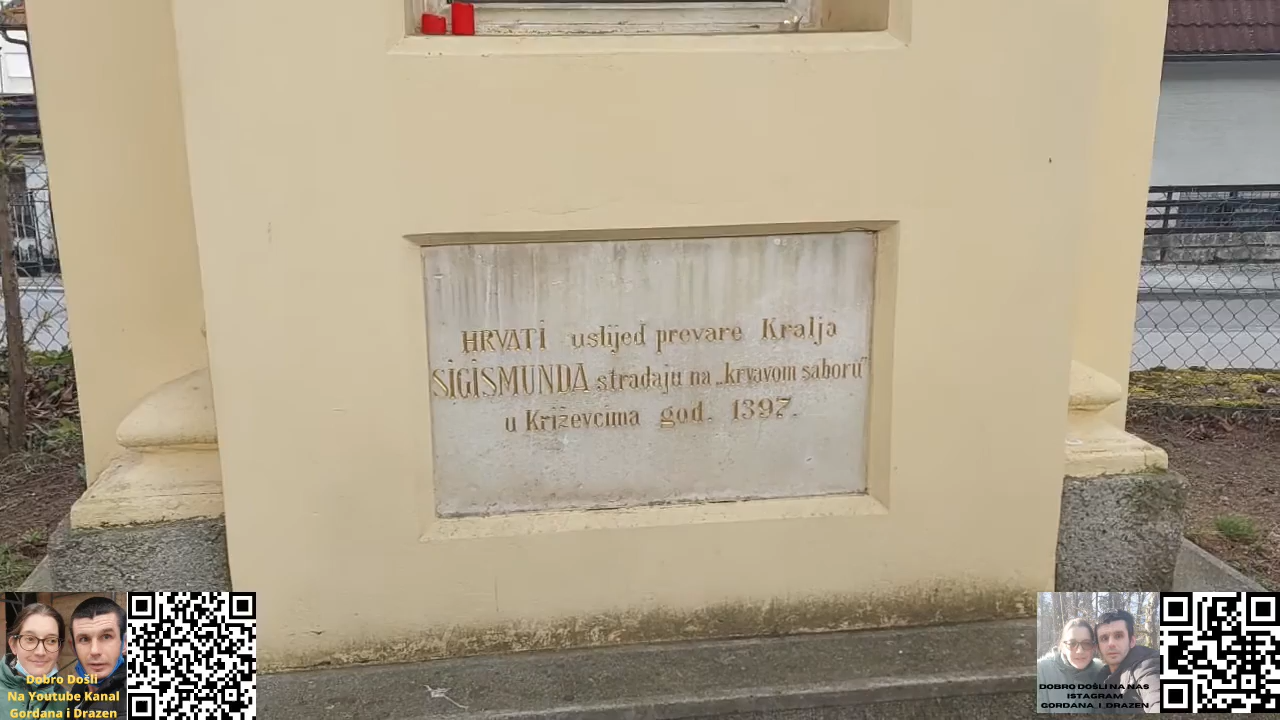 HRVATI uslijed prevare Kralja
SIGISMUNDA stradaju na „krvavom saboru"
u Križevcima god. 1397.
Dobro Došli
Na Youtube Kanal
Gordana i Drazen
DOBRO DOŠLI NA NAS
ISTAGRAM
GORDANA_I_DRAZEN